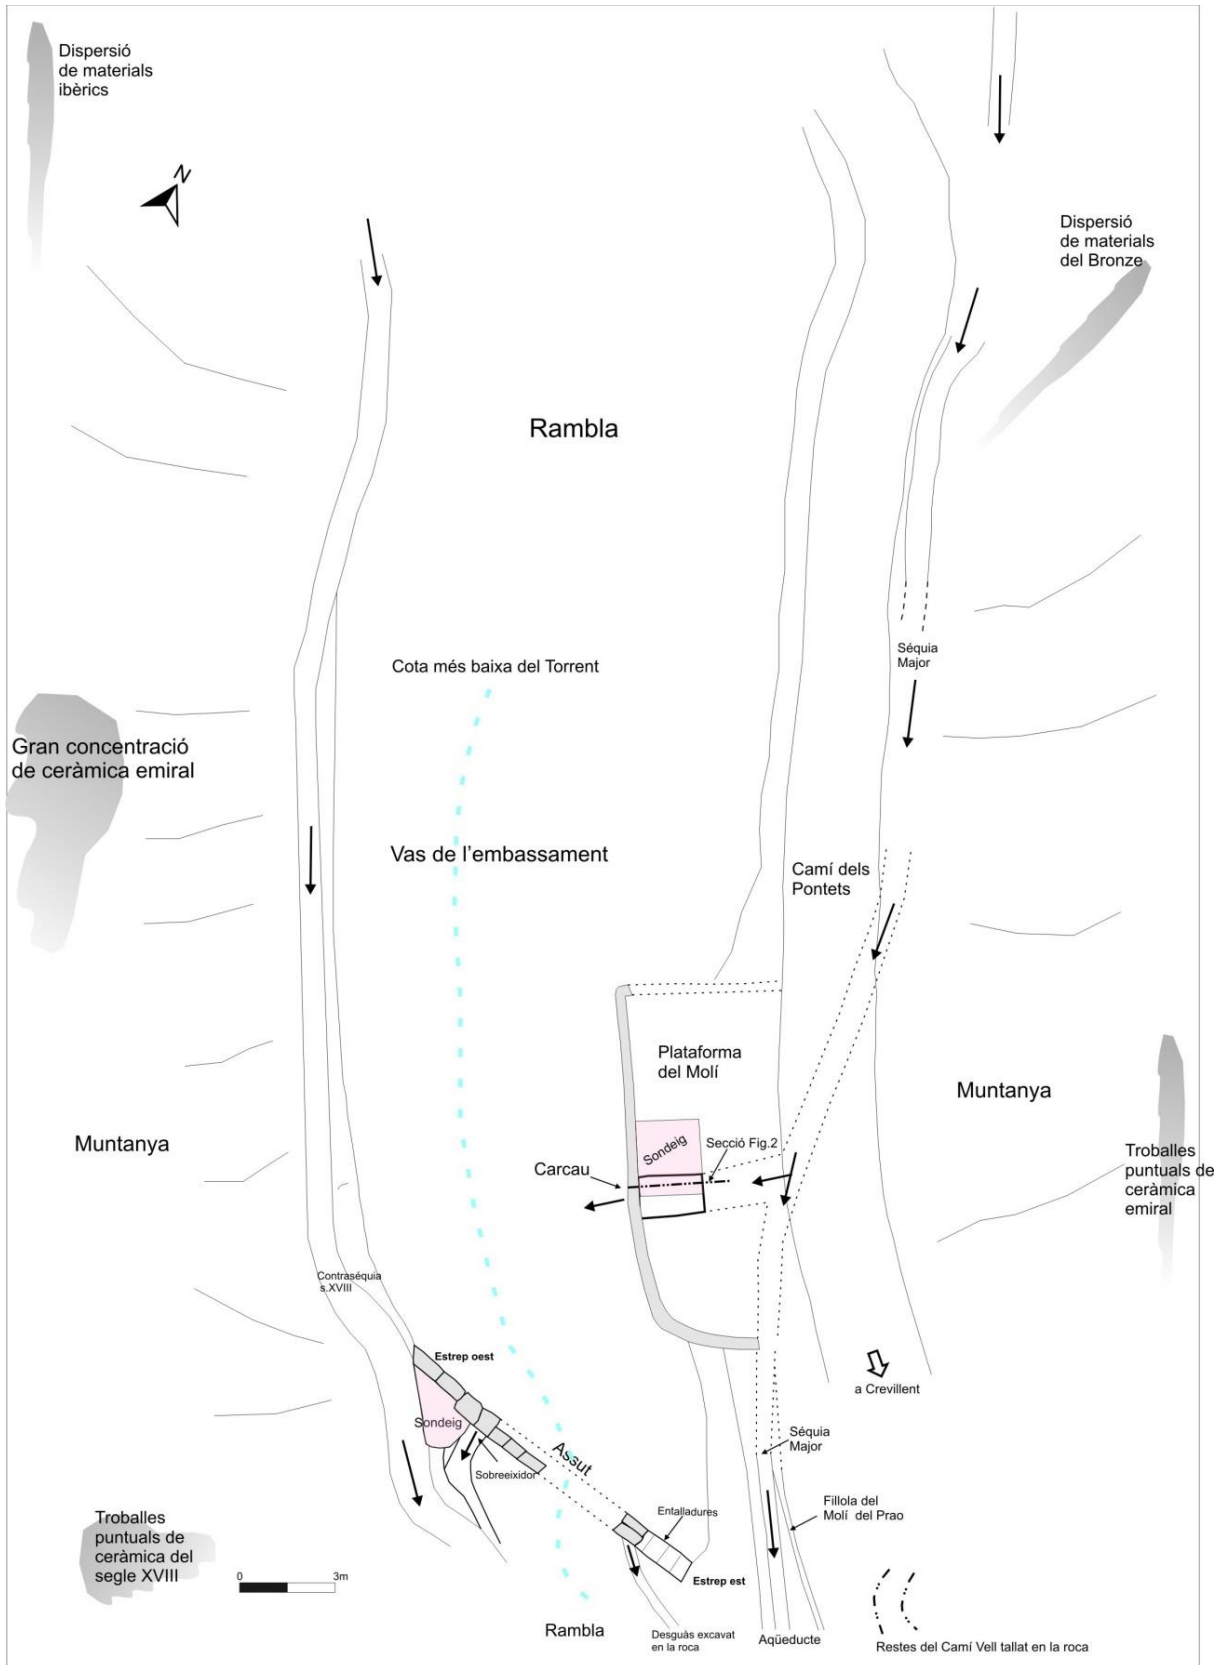 Dispersió
de materials
ibèrics
N
Dispersió
de materials
del Bronze
Rambla
Séquia
Major
Cota més baixa del Torrent
Gran concentració
de ceràmica emiral
Vas de l'embassament
Camí dels
Pontets
Plataforma
del Molí
Muntanya
Muntanya
Sondeig
Secció Fig.2
Carcau
Troballes
puntuals de
ceràmica
emiral
Contraséquia
s.XVIII
Estrep oest
a Crevillent
Sondeig
Séquia
Major
Assut
Sobreeixidor
Fillola del
Molí del Prao
Entalladures
Troballes
puntuals de
ceràmica del
segle XVIII
0 3m
Estrep est
Rambla
Desguàs excavat
en la roca
Aqüeducte
Restes del Camí Vell tallat en la roca